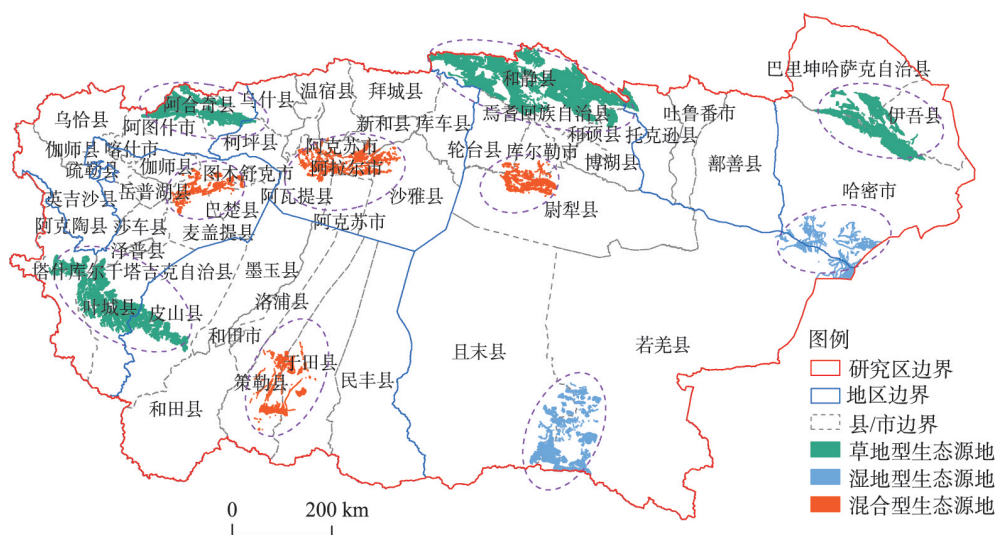 巴里坤哈萨克自治县
伊吾县
哈密市
和静县
焉耆回族自治县
和硕县
托克逊县
吐鲁番市
鄯善县
博湖县
库尔勒市
轮台县
尉犁县
温宿县
拜城县
新和县
库车县
阿克苏市
阿拉尔市
沙雅县
阿瓦提县
阿克苏市
乌什县
阿合奇县
阿图什市
柯坪县
乌恰县
伽师县
喀什市
疏勒县
伽师县
图木舒克市
英吉沙县
岳普湖县
巴楚县
阿克陶县
沙车县
麦盖提县
泽普县
塔什库尔干塔吉克自治县
叶城县
皮山县
墨玉县
洛浦县
和田市
和田县
于田县
策勒县
民丰县
且末县
若羌县
图例
研究区边界
地区边界
县/市边界
草地型生态源地
湿地型生态源地
混合型生态源地
0 200 km